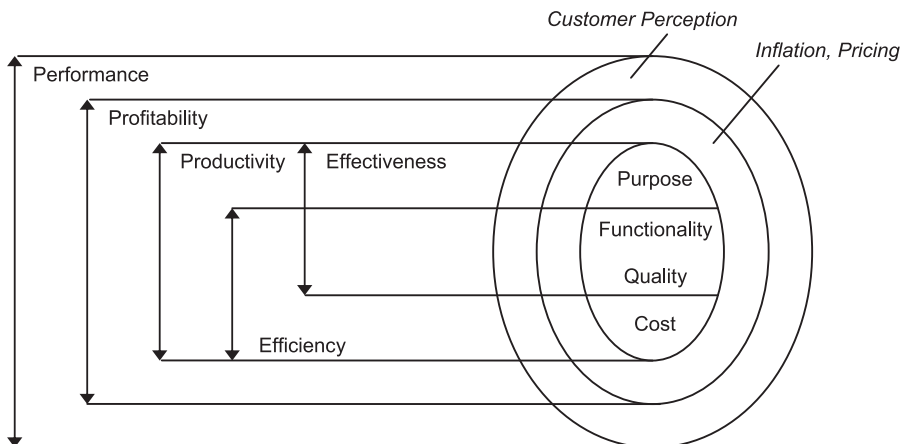 Customer Perception
Inflation, Pricing
Performance
Profitability
Productivity
Effectiveness
Purpose
Functionality
Quality
Cost
Efficiency